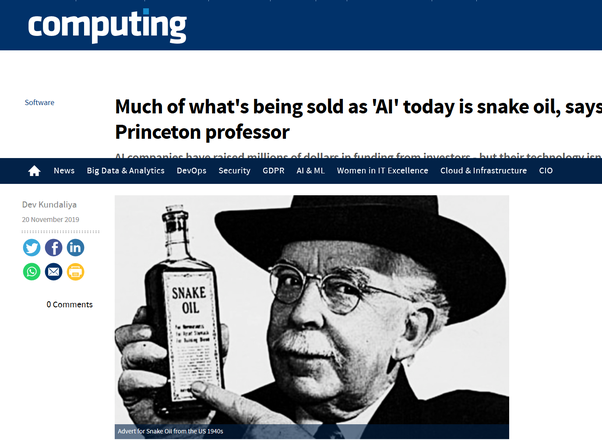 computing
Software
Much of what's being sold as 'AI' today is snake oil, says
Princeton professor
AI companies have raised millions of dollars in funding from investors - but their technology isn
News Big Data & Analytics DevOps Security GDPR AI & ML Women in IT Excellence Cloud & Infrastructure CIO
Dev Kundaliya
20 November 2019
0 Comments
SNAKE
OIL
Advert for Snake Oil from the US 1940s